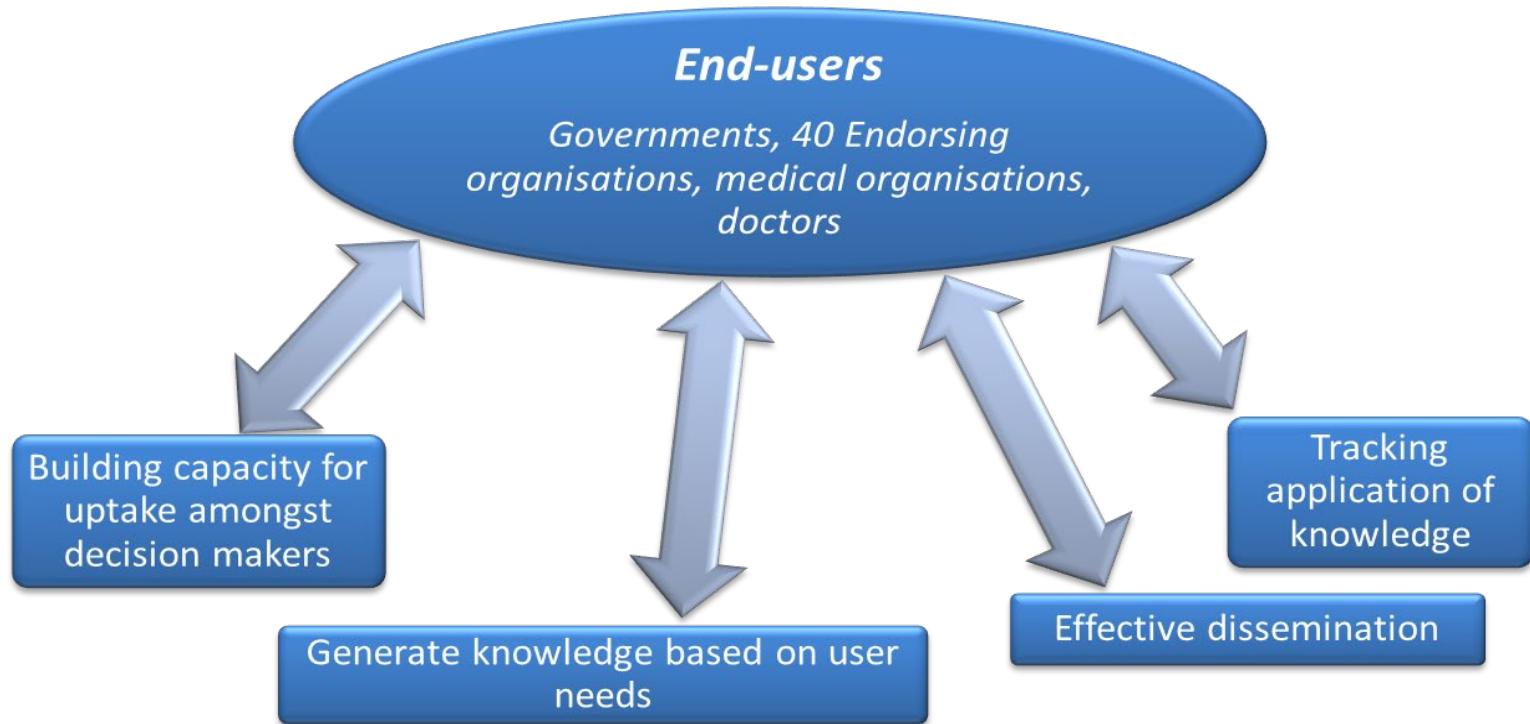 End-users
Governments, 40 Endorsing
organisations, medical organisations,
doctors
Building capacity for
uptake amongst
decision makers
Generate knowledge based on user
needs
Effective dissemination
Tracking
application of
knowledge